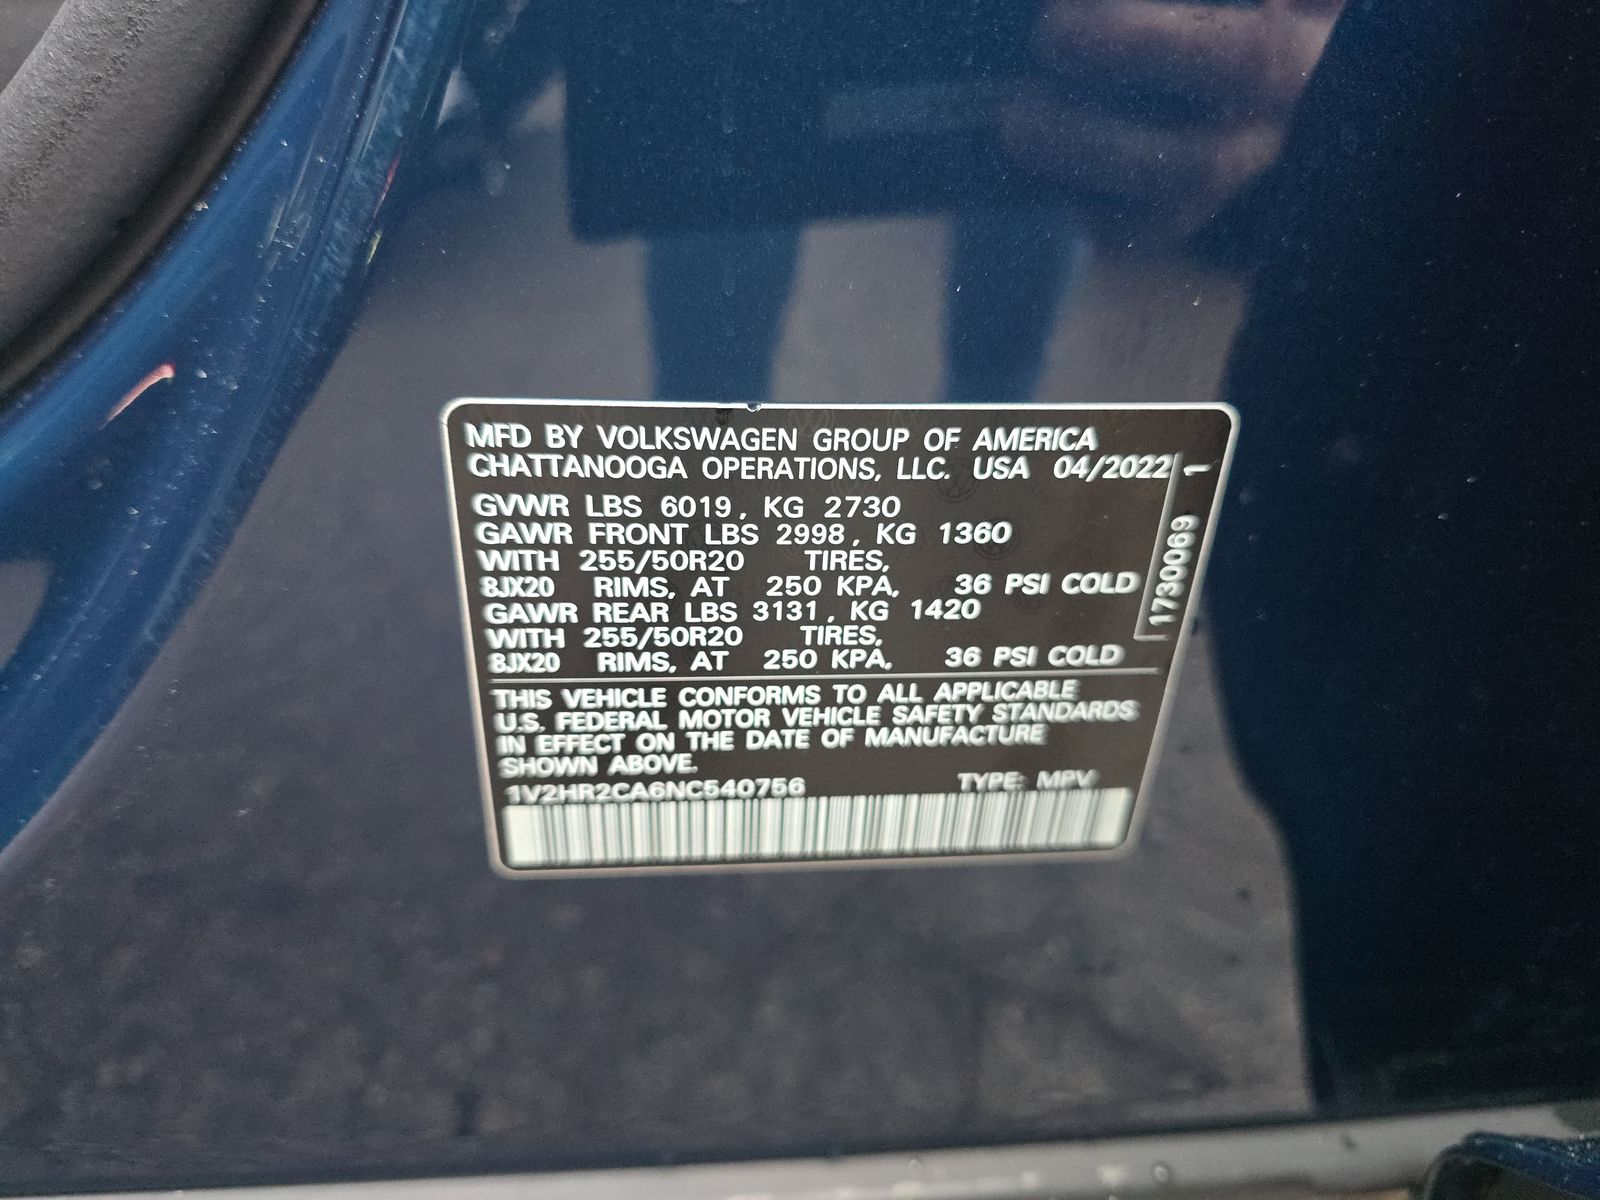 MFD BY VOLKSWAGEN GROUP OF AMERICA
CHATTANOOGA OPERATIONS, LLC. USA 04/2022
GVWR LBS 6019, KG 2730
GAWR FRONT LBS 2998, KG 1360
WITH 255/50R20 TIRES,
8JX20 RIMS, AT 250 KPA, 36 PSI COLD
GAWR REAR LBS 3131, KG 1420
WITH 255/50R20 TIRES,
8JX20 RIMS, AT 250 KPA, 36 PSI COLD
1730069 1
THIS VEHICLE CONFORMS TO ALL APPLICABLE
U.S. FEDERAL MOTOR VEHICLE SAFETY STANDARDS
IN EFFECT ON THE DATE OF MANUFACTURE
SHOWN ABOVE.
1V2HR2CA6NC540756 TYPE: MPV